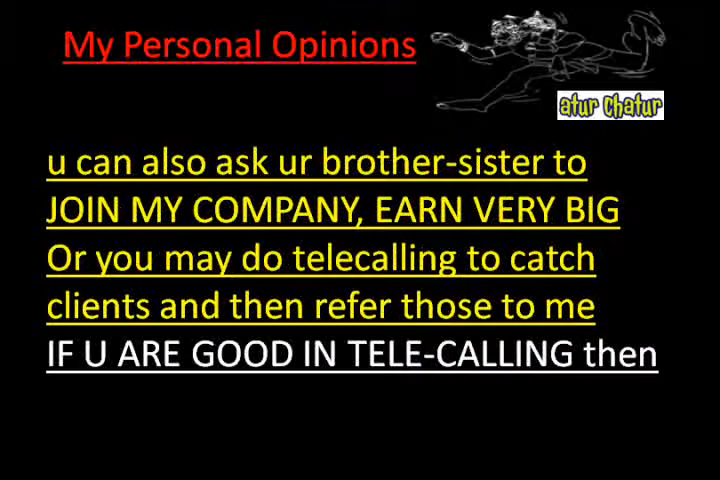 My Personal Opinions
atur chatur
u can also ask ur brother-sister to
JOIN MY COMPANY, EARN VERY BIG
Or you may do telecalling to catch
clients and then refer those to me
IF U ARE GOOD IN TELE-CALLING then